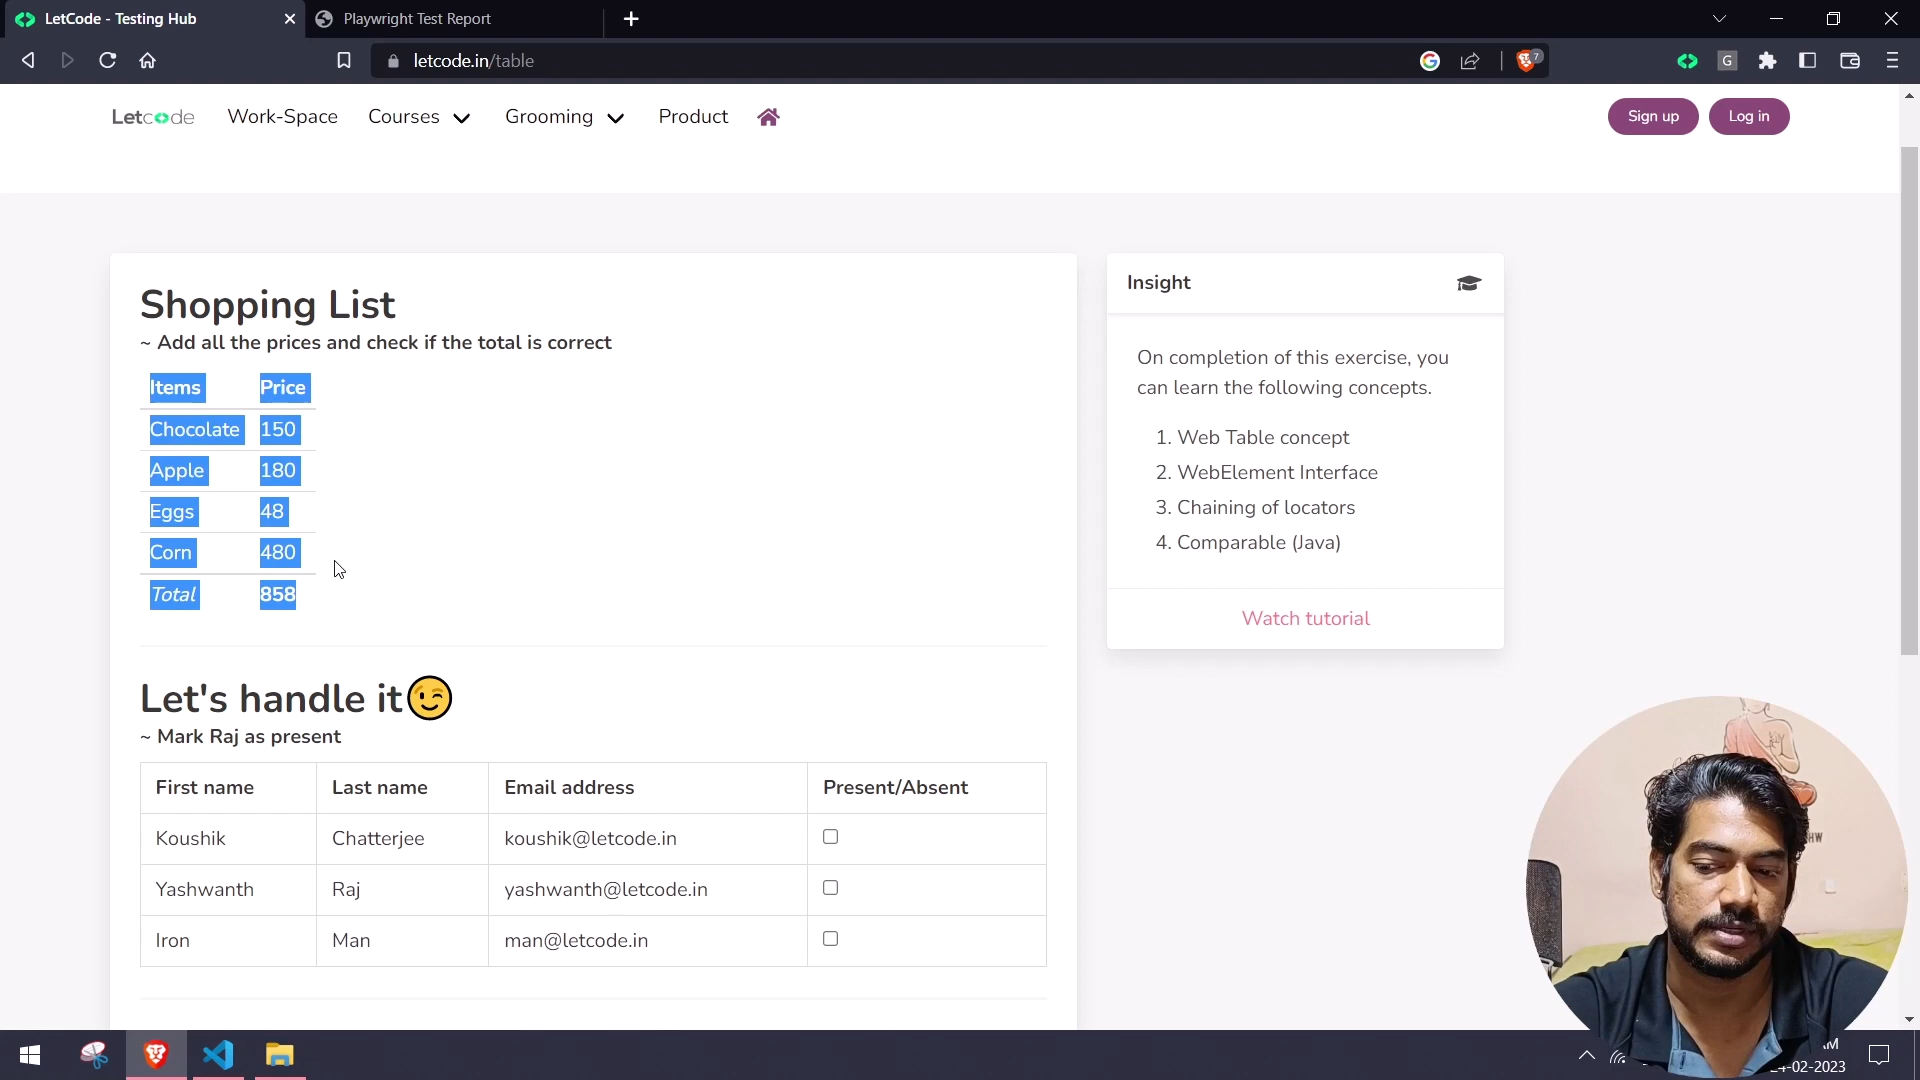 LetCode - Testing Hub
Playwright Test Report
letcode.in/table
7
G
Letcode
Work-Space
Courses
Grooming
Product
Sign up
Log in
Shopping List
~ Add all the prices and check if the total is correct
Items Price
Chocolate 150
Apple 180
Eggs 48
Corn 480
Total 858
Insight
On completion of this exercise, you
can learn the following concepts.
1. Web Table concept
2. WebElement Interface
3. Chaining of locators
4. Comparable (Java)
Watch tutorial
Let's handle it😉
~ Mark Raj as present
First name Last name Email address Present/Absent
Koushik Chatterjee koushik@letcode.in
Yashwanth Raj yashwanth@letcode.in
Iron Man man@letcode.in